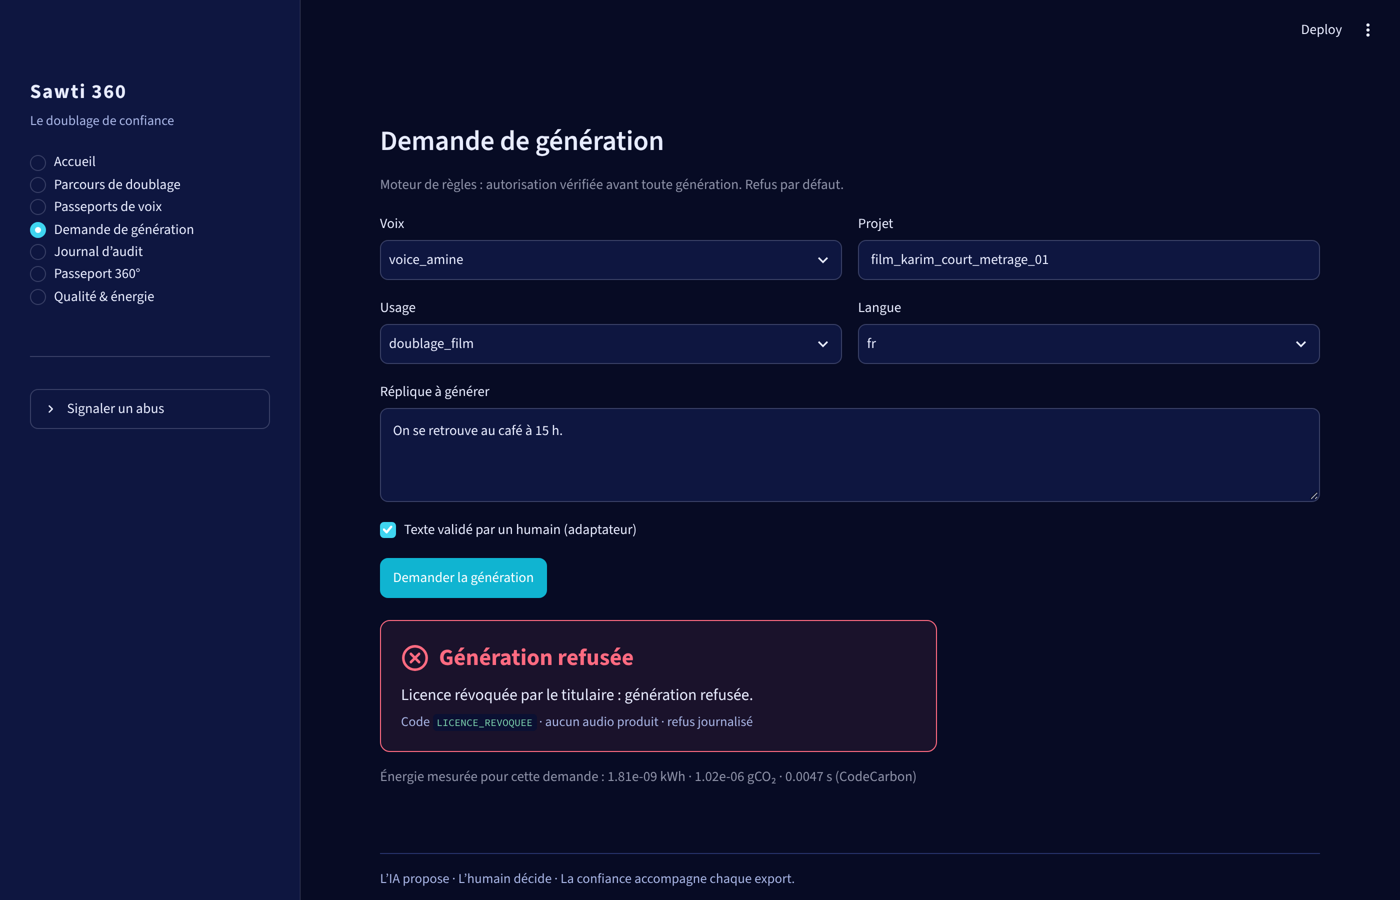 Deploy
Sawti 360
Le doublage de confiance
Accueil
Parcours de doublage
Passeports de voix
Demande de génération
Journal d’audit
Passeport 360°
Qualité & énergie
Signaler un abus
Demande de génération
Moteur de règles : autorisation vérifiée avant toute génération. Refus par défaut.
Voix
Projet
voice_amine
film_karim_court_metrage_01
Usage
Langue
doublage_film
fr
Réplique à générer
On se retrouve au café à 15 h.
Texte validé par un humain (adaptateur)
Demander la génération
Génération refusée
Licence révoquée par le titulaire : génération refusée.
Code LICENCE_REVOQUEE · aucun audio produit · refus journalisé
Énergie mesurée pour cette demande : 1.81e-09 kWh · 1.02e-06 gCO₂ · 0.0047 s (CodeCarbon)
L’IA propose · L’humain décide · La confiance accompagne chaque export.